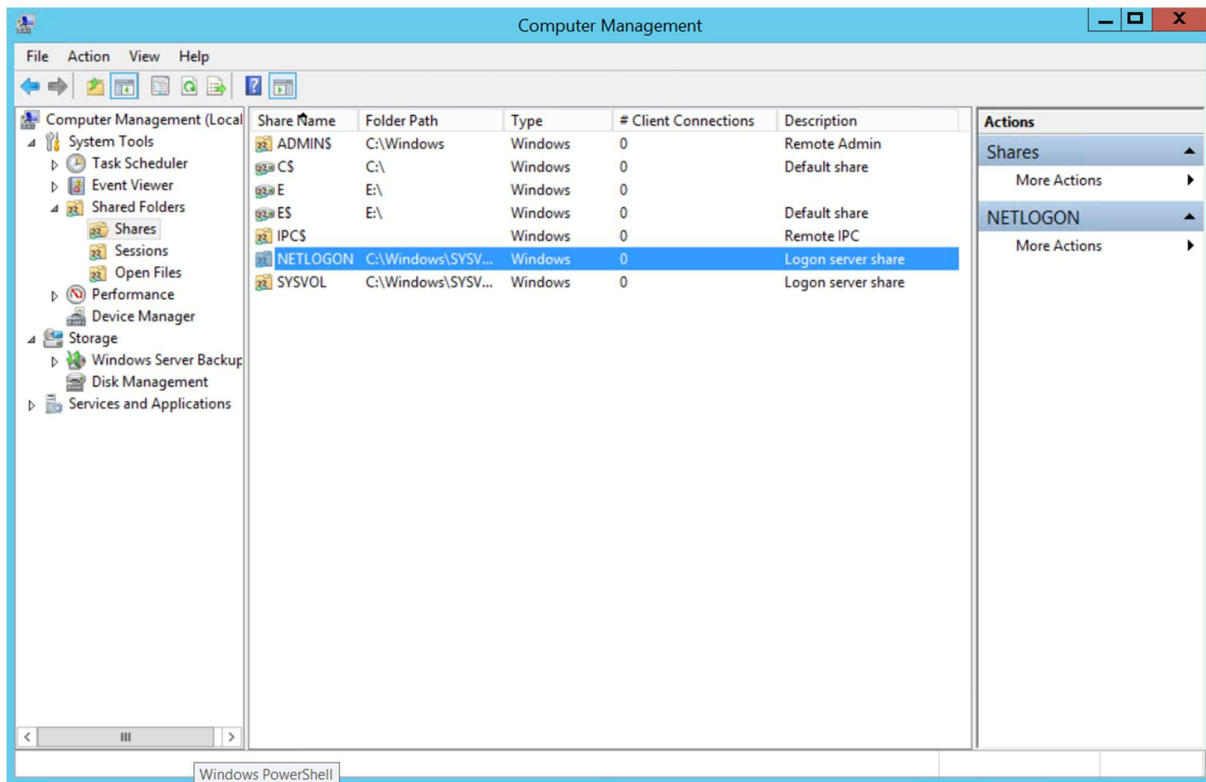 Computer Management
File Action View Help
Computer Management (Local
System Tools
Task Scheduler
Event Viewer
Shared Folders
Shares
Sessions
Open Files
Performance
Device Manager
Storage
Windows Server Backup
Disk Management
Services and Applications
Share Name Folder Path Type # Client Connections Description
ADMIN$ C:\Windows Windows 0 Remote Admin
C$ C:\ Windows 0 Default share
E E:\ Windows 0
E$ E:\ Windows 0 Default share
IPC$ Windows 0 Remote IPC
NETLOGON C:\Windows\SYSV... Windows 0 Logon server share
SYSVOL C:\Windows\SYSV... Windows 0 Logon server share
Actions
Shares
More Actions
NETLOGON
More Actions
Windows PowerShell